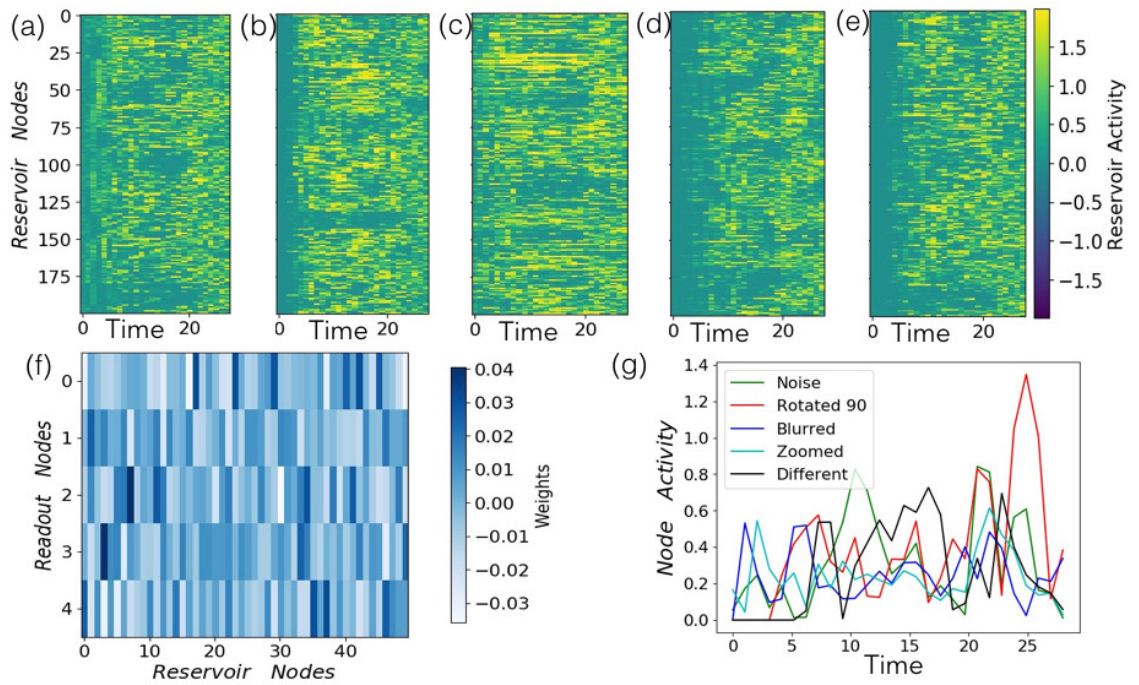 (a)
(b)
(c)
(d)
(e)
Reservoir Nodes
0
25
50
75
100
125
150
175
0 Time 20
0 Time 20
0 Time 20
0 Time 20
0 Time 20
1.5
1.0
0.5
0.0
−0.5
−1.0
−1.5
Reservoir Activity
(f)
Readout Nodes
0
1
2
3
4
0 10 20 30 40
Reservoir Nodes
0.04
0.03
0.02
0.01
0.00
−0.01
−0.02
−0.03
Weights
(g)
Node Activity
1.4
1.2
1.0
0.8
0.6
0.4
0.2
0.0
Noise
Rotated 90
Blurred
Zoomed
Different
0 5 10 15 20 25
Time